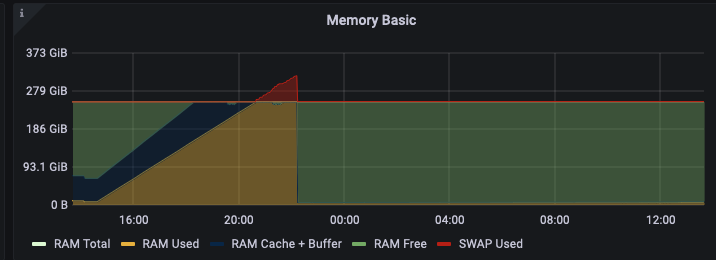 i
Memory Basic
373 GiB
279 GiB
186 GiB
93.1 GiB
0 B
16:00 20:00 00:00 04:00 08:00 12:00
RAM Total RAM Used RAM Cache + Buffer RAM Free SWAP Used